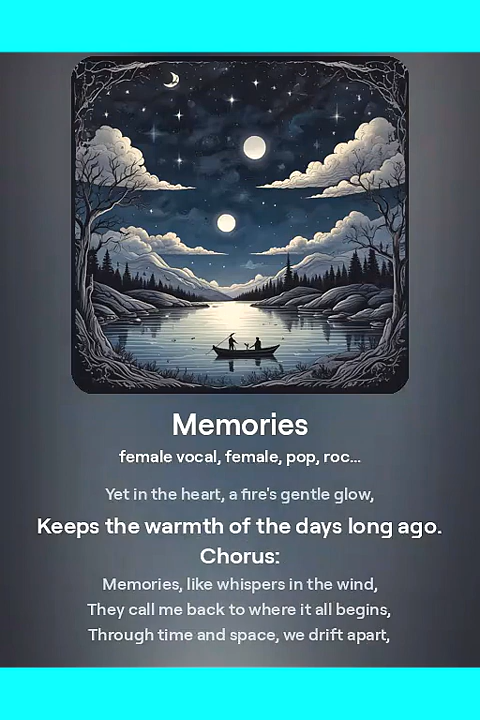 Memories
female vocal, female, pop, roc...
Yet in the heart, a fire's gentle glow,
Keeps the warmth of the days long ago.
Chorus:
Memories, like whispers in the wind,
They call me back to where it all begins,
Through time and space, we drift apart,